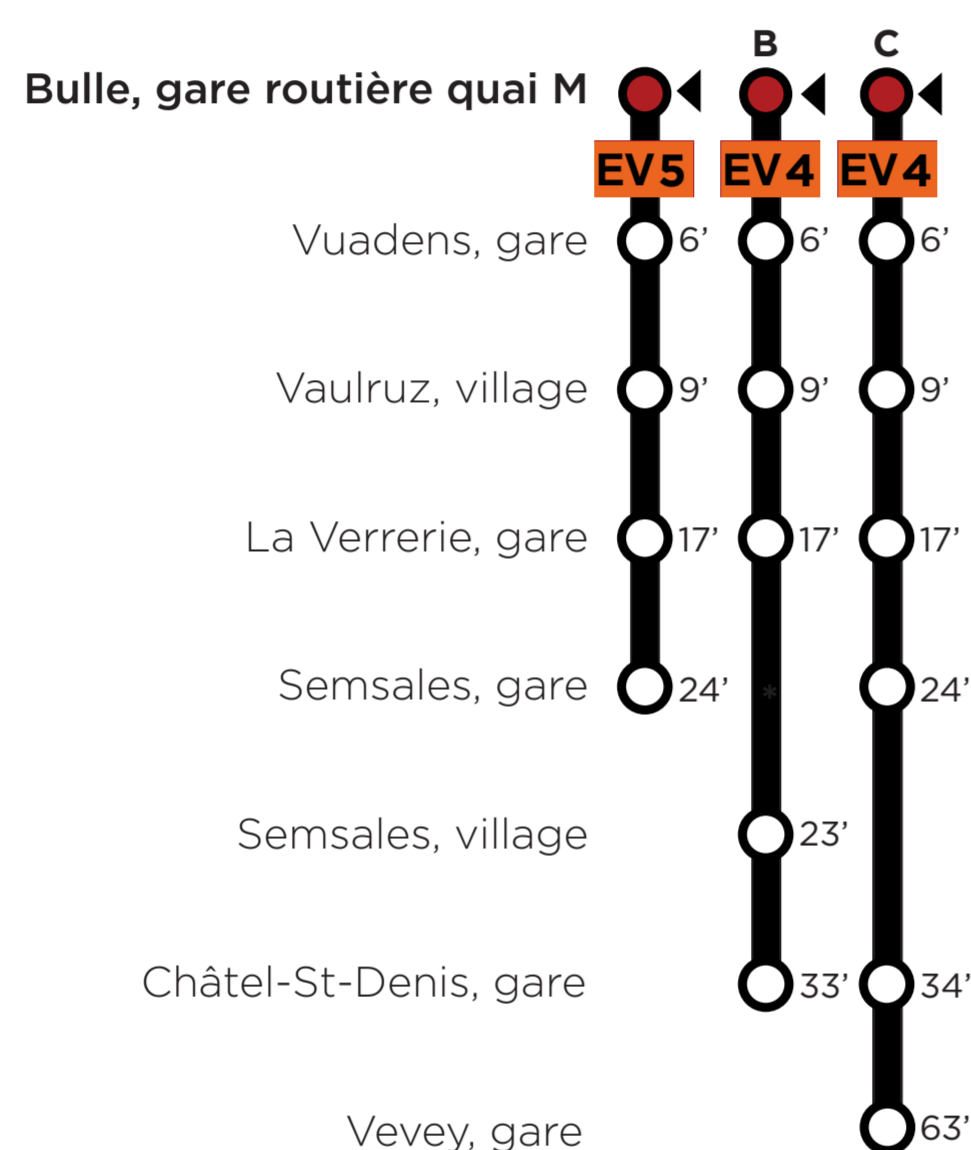 B C
Bulle, gare routière quai M
EV5 EV4 EV4
Vuadens, gare 6’ 6’ 6’
Vaulruz, village 9’ 9’ 9’
La Verrerie, gare 17’ 17’ 17’
Semsales, gare 24’ * 24’
Semsales, village 23’
Châtel-St-Denis, gare 33’ 34’
Vevey, gare 63’